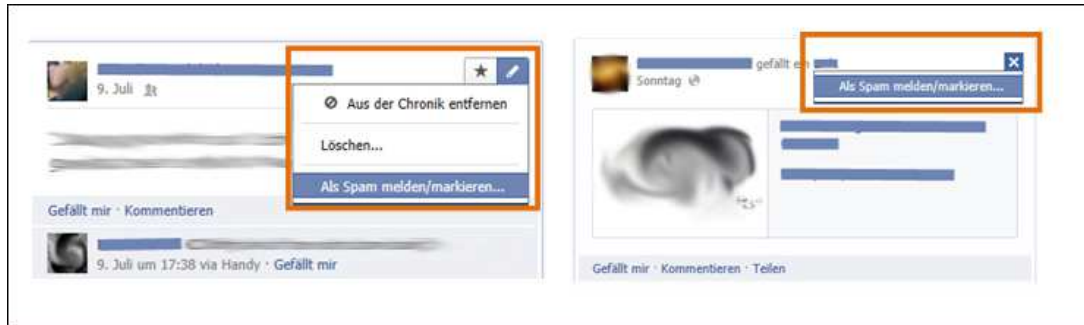 9. Juli
Aus der Chronik entfernen
Löschen...
Als Spam melden/markieren...
Gefällt mir · Kommentieren
9. Juli um 17:38 via Handy · Gefällt mir
gefällt ein
Sonntag
Als Spam melden/markieren...
Gefällt mir · Kommentieren · Teilen